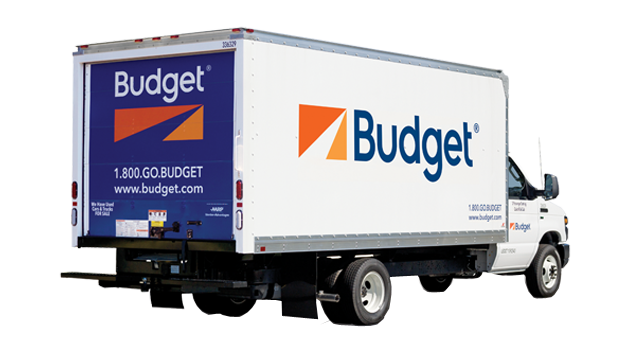 336329
Budget®
1.800.GO.BUDGET
www.budget.com
We Have Used
Cars & Trucks
FOR SALE
Budget®
1.800.GO.BUDGET
www.budget.com
Budget